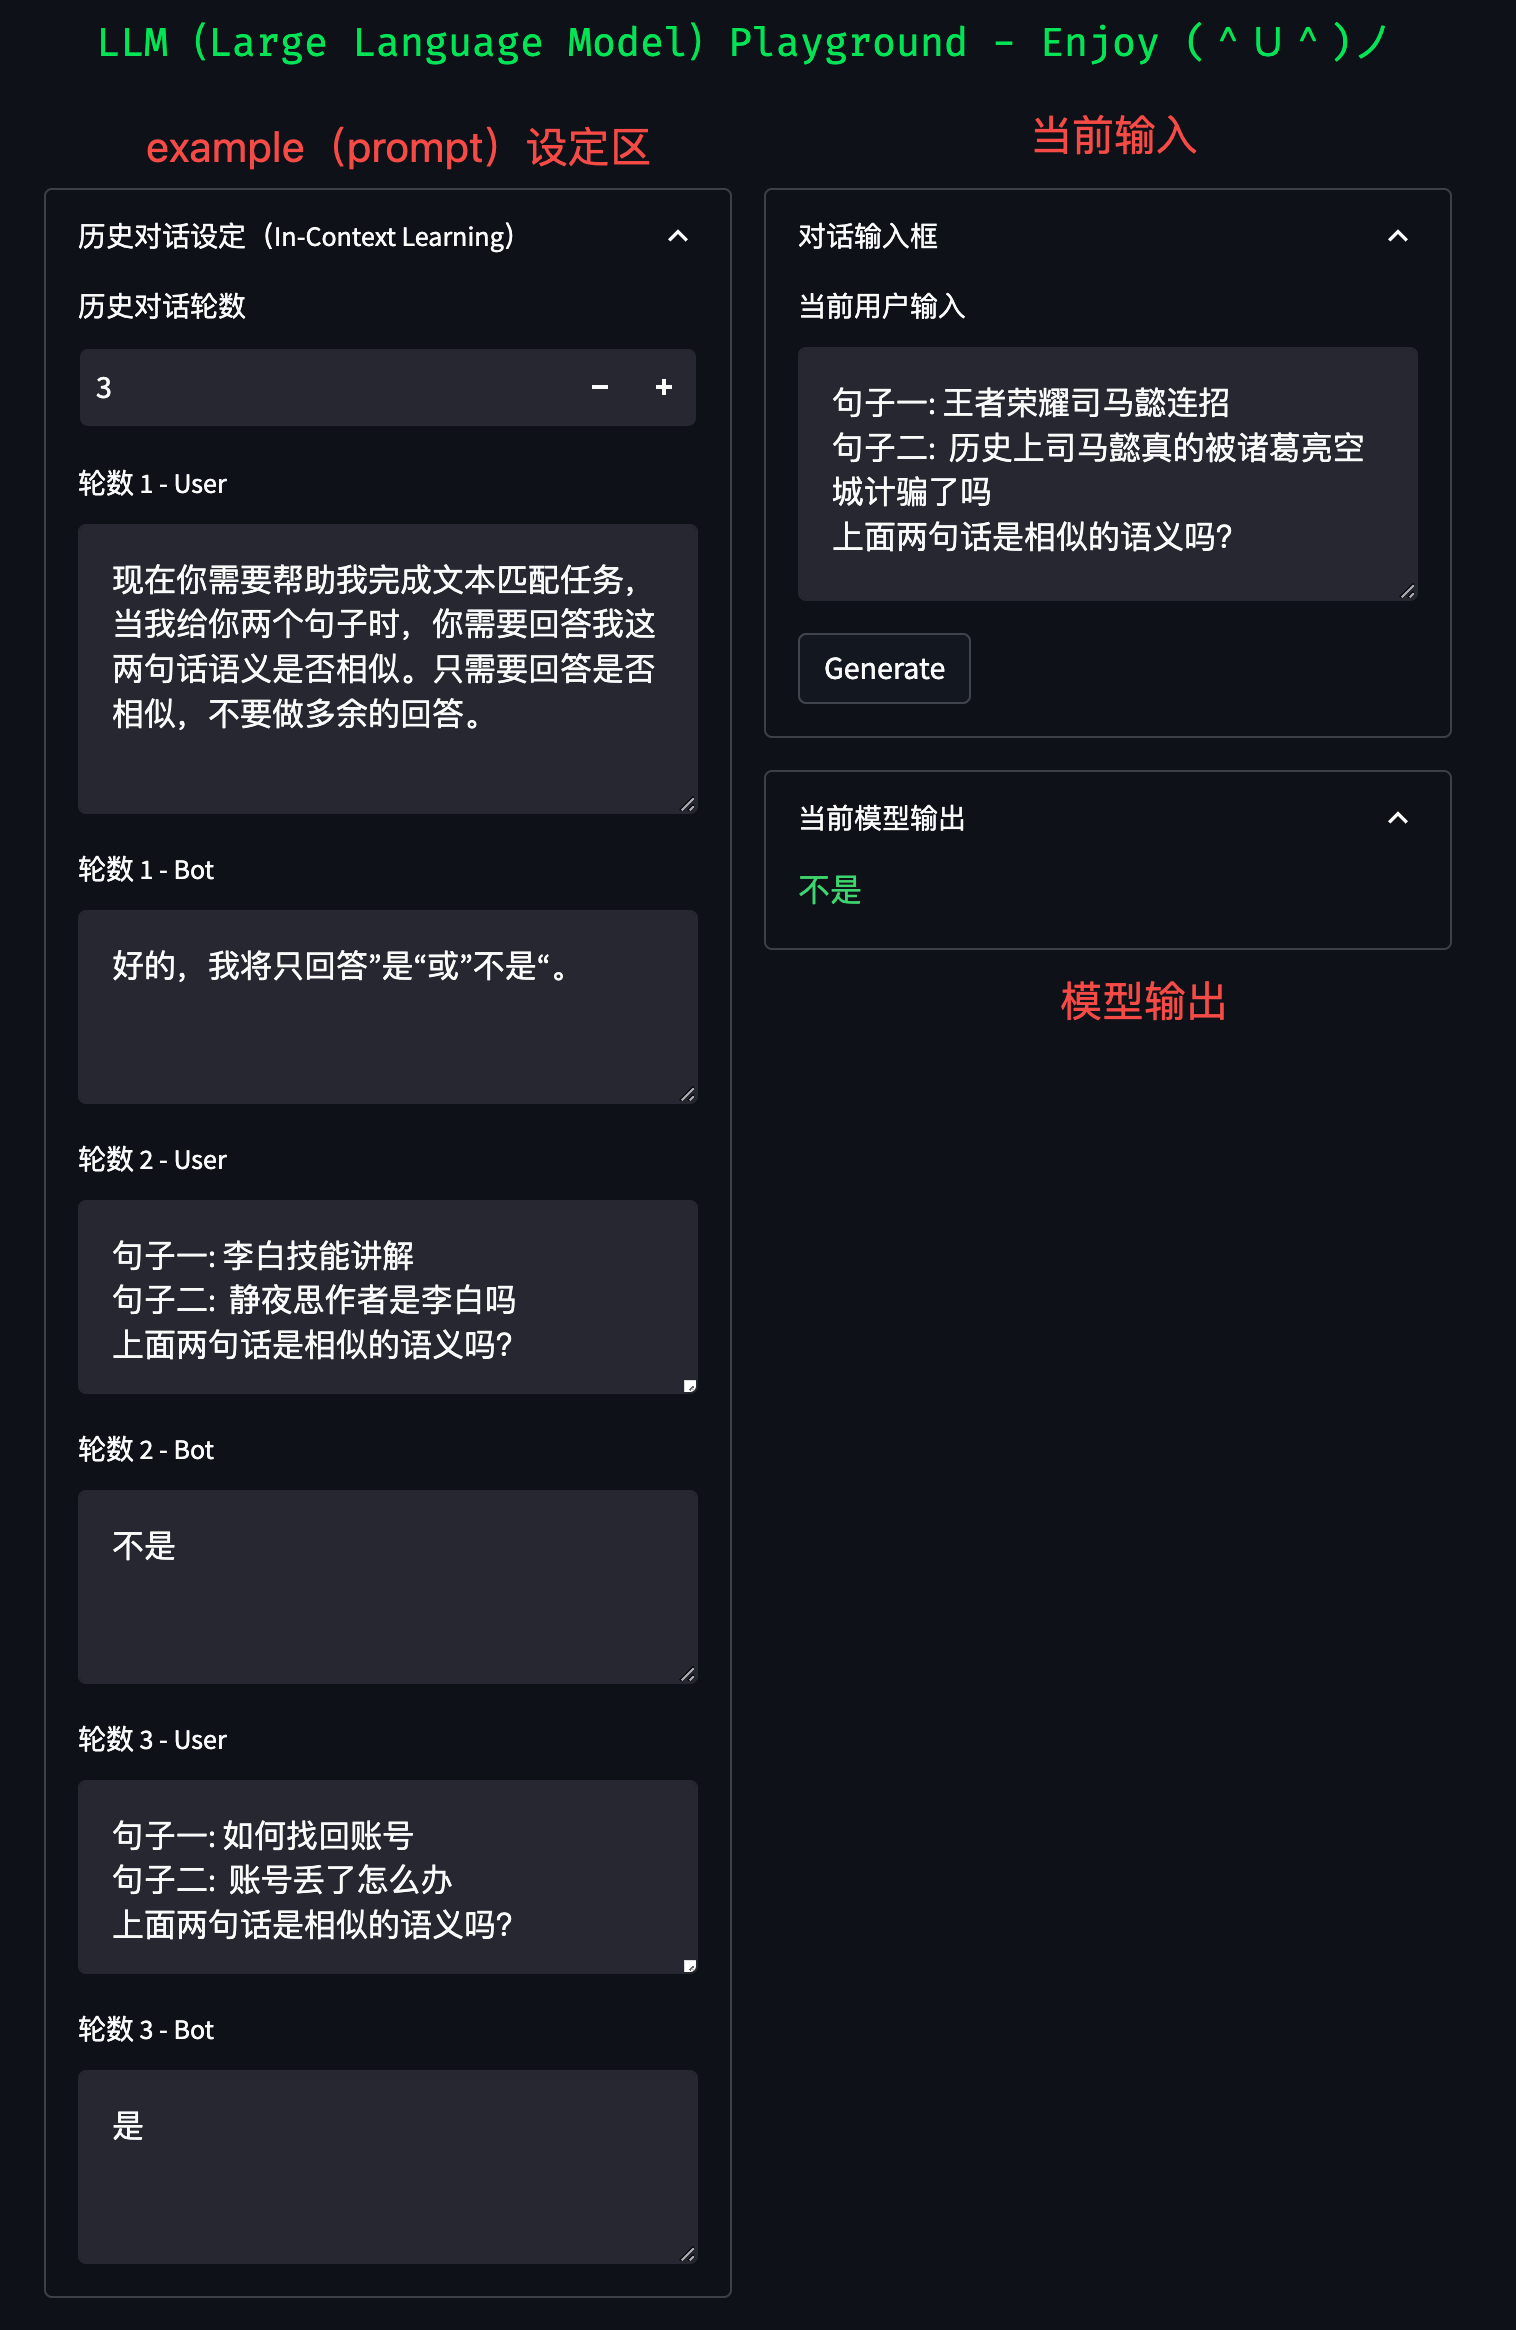 LLM (Large Language Model) Playground - Enjoy (＾U＾)ノ
example（prompt）设定区
历史对话设定（In-Context Learning）
历史对话轮数
3
轮数 1 - User
现在你需要帮助我完成文本匹配任务，
当我给你两个句子时，你需要回答我这
两句话语义是否相似。只需要回答是否
相似，不要做多余的回答。
轮数 1 - Bot
好的，我将只回答”是“或”不是“。
轮数 2 - User
句子一: 李白技能讲解
句子二: 静夜思作者是李白吗
上面两句话是相似的语义吗?
轮数 2 - Bot
不是
轮数 3 - User
句子一: 如何找回账号
句子二: 账号丢了怎么办
上面两句话是相似的语义吗?
轮数 3 - Bot
是
当前输入
对话输入框
当前用户输入
句子一: 王者荣耀司马懿连招
句子二: 历史上司马懿真的被诸葛亮空
城计骗了吗
上面两句话是相似的语义吗?
Generate
当前模型输出
不是
模型输出